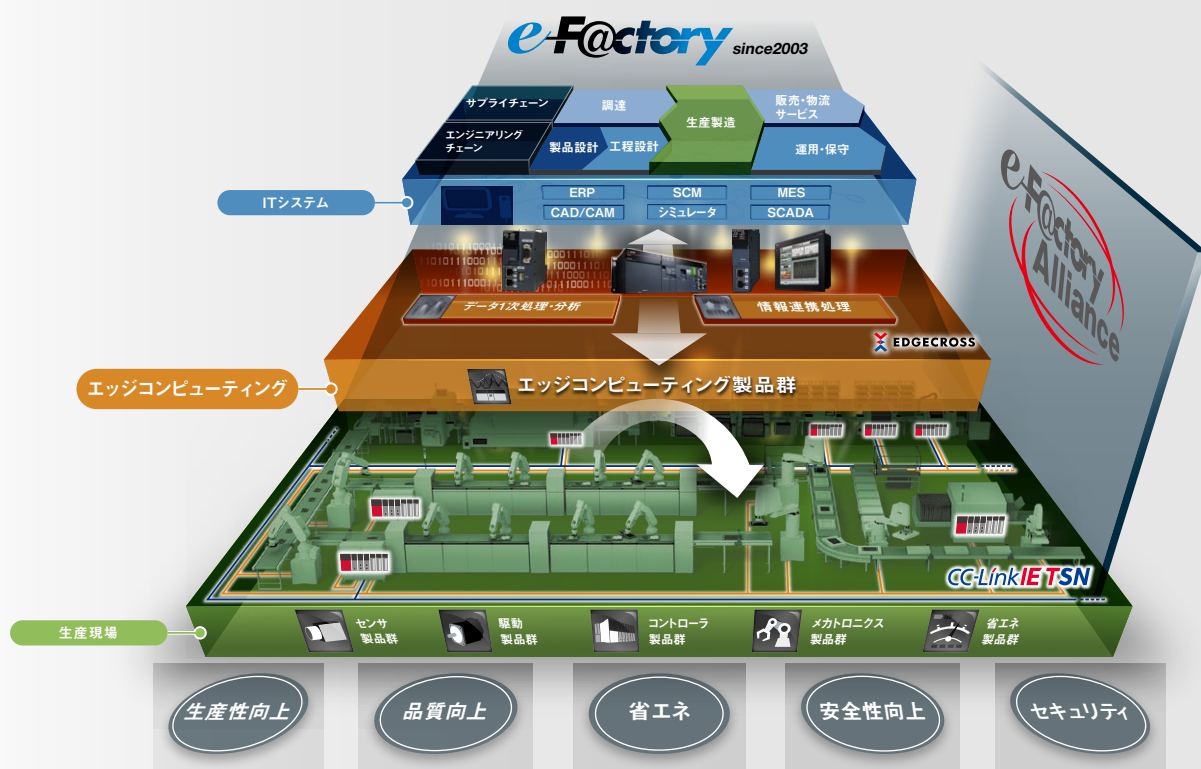 e-F@ctory since2003
サプライチェーン
調達
生産製造
販売・物流
サービス
エンジニアリング
チェーン
製品設計
工程設計
運用・保守
ITシステム
ERP
SCM
MES
CAD/CAM
シミュレータ
SCADA
e-F@ctory
Alliance
データ1次処理・分析
情報連携処理
EDGECROSS
エッジコンピューティング
エッジコンピューティング製品群
CC-Link IE TSN
生産現場
センサ
製品群
駆動
製品群
コントローラ
製品群
メカトロニクス
製品群
省エネ
製品群
生産性向上
品質向上
省エネ
安全性向上
セキュリティ